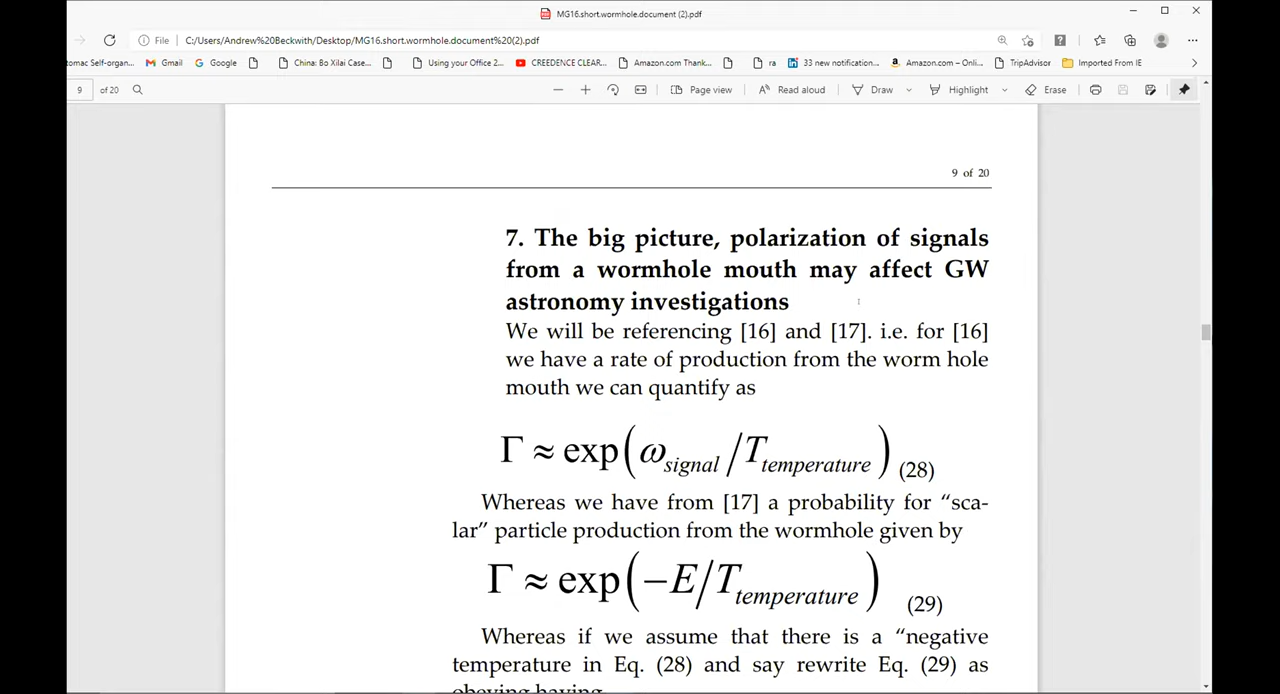 MG16.short.wormhole.document (2).pdf
File C:/Users/Andrew%20Beckwith/Desktop/MG16.short.wormhole.document%20(2).pdf
tomac Self-organ... Gmail Google China: Bo Xilai Case... Using your Office 2... CREEDENCE CLEAR... Amazon.com Thank... ra 33 new notification... Amazon.com – Onli... TripAdvisor Imported From IE
9 of 20 Page view Read aloud Draw Highlight Erase
9 of 20
7. The big picture, polarization of signals
from a wormhole mouth may affect GW
astronomy investigations
We will be referencing [16] and [17]. i.e. for [16]
we have a rate of production from the worm hole
mouth we can quantify as
Γ ≈ exp(ω_signal/T_temperature) (28)
Whereas we have from [17] a probability for “sca-
lar” particle production from the wormhole given by
Γ ≈ exp(−E/T_temperature) (29)
Whereas if we assume that there is a “negative
temperature in Eq. (28) and say rewrite Eq. (29) as
obeying having